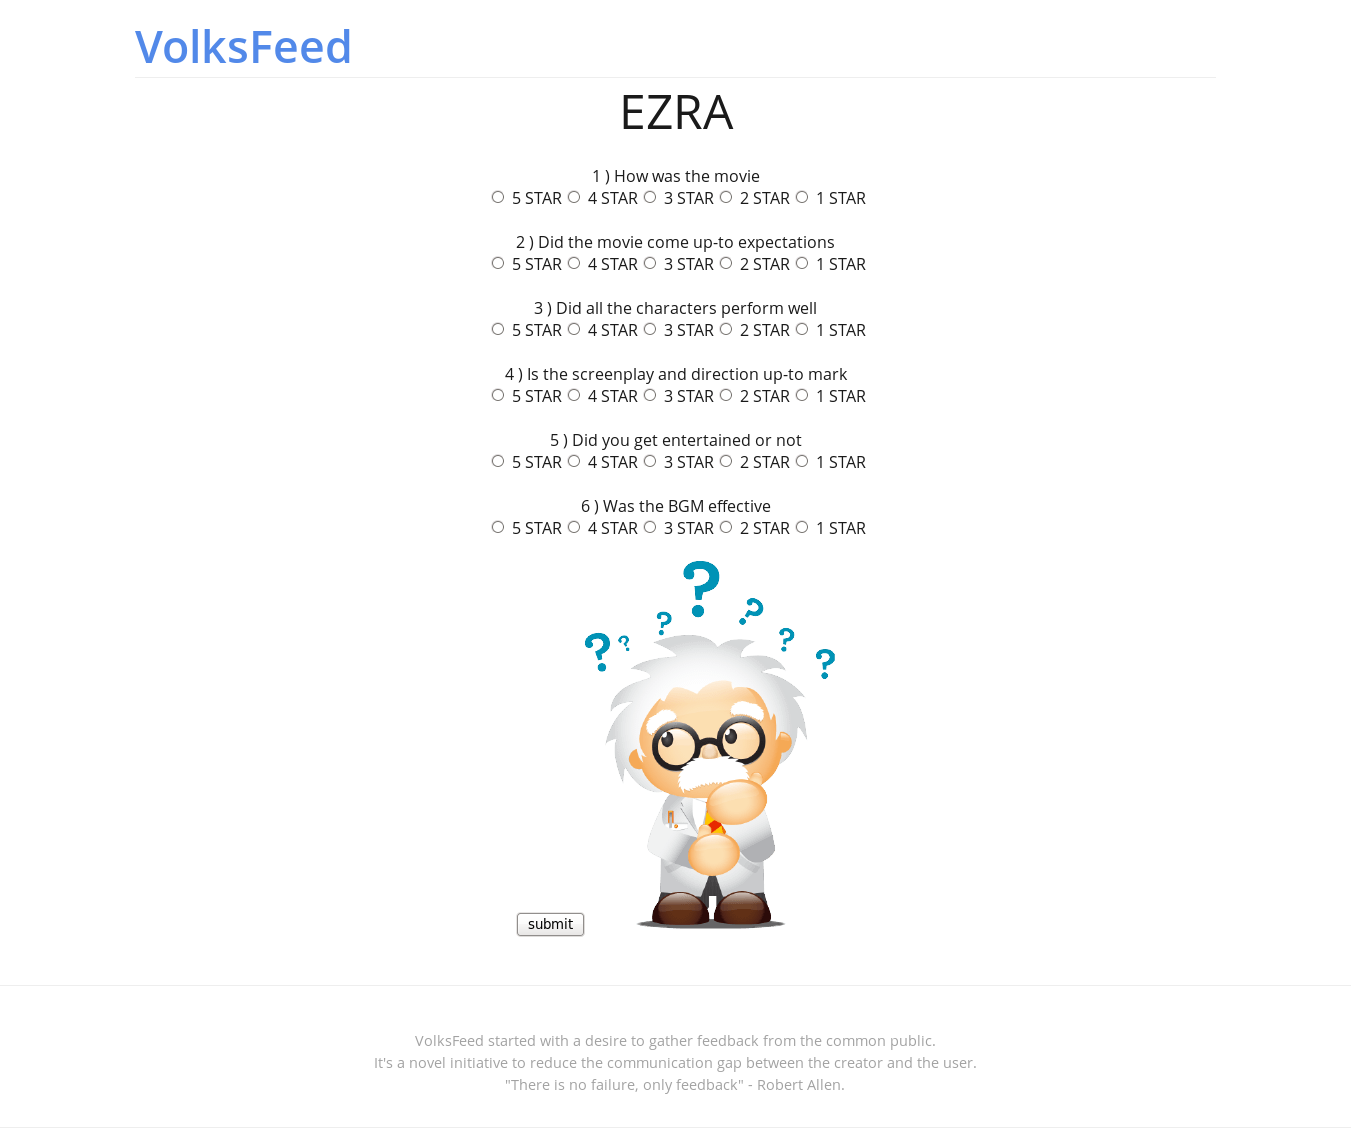 VolksFeed
EZRA
1 ) How was the movie
5 STAR 4 STAR 3 STAR 2 STAR 1 STAR
2 ) Did the movie come up-to expectations
5 STAR 4 STAR 3 STAR 2 STAR 1 STAR
3 ) Did all the characters perform well
5 STAR 4 STAR 3 STAR 2 STAR 1 STAR
4 ) Is the screenplay and direction up-to mark
5 STAR 4 STAR 3 STAR 2 STAR 1 STAR
5 ) Did you get entertained or not
5 STAR 4 STAR 3 STAR 2 STAR 1 STAR
6 ) Was the BGM effective
5 STAR 4 STAR 3 STAR 2 STAR 1 STAR
submit
VolksFeed started with a desire to gather feedback from the common public.
It's a novel initiative to reduce the communication gap between the creator and the user.
"There is no failure, only feedback" - Robert Allen.